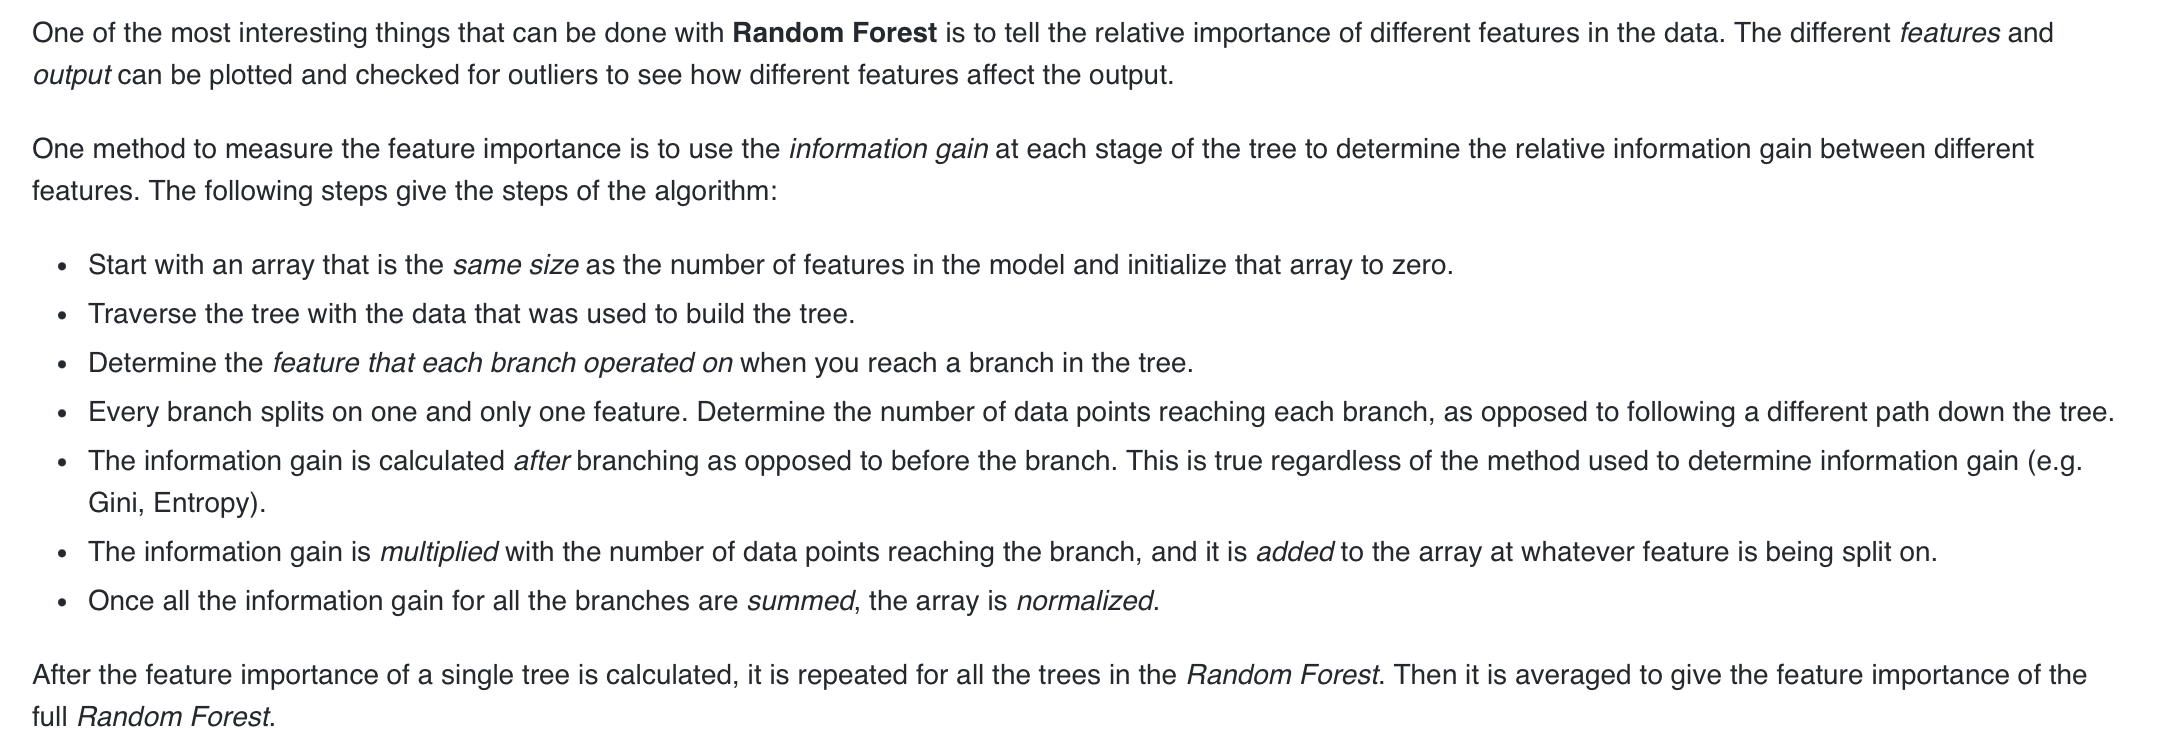 One of the most interesting things that can be done with Random Forest is to tell the relative importance of different features in the data. The different features and
output can be plotted and checked for outliers to see how different features affect the output.
One method to measure the feature importance is to use the information gain at each stage of the tree to determine the relative information gain between different
features. The following steps give the steps of the algorithm:
• Start with an array that is the same size as the number of features in the model and initialize that array to zero.
• Traverse the tree with the data that was used to build the tree.
• Determine the feature that each branch operated on when you reach a branch in the tree.
• Every branch splits on one and only one feature. Determine the number of data points reaching each branch, as opposed to following a different path down the tree.
• The information gain is calculated after branching as opposed to before the branch. This is true regardless of the method used to determine information gain (e.g.
Gini, Entropy).
• The information gain is multiplied with the number of data points reaching the branch, and it is added to the array at whatever feature is being split on.
• Once all the information gain for all the branches are summed, the array is normalized.
After the feature importance of a single tree is calculated, it is repeated for all the trees in the Random Forest. Then it is averaged to give the feature importance of the
full Random Forest.